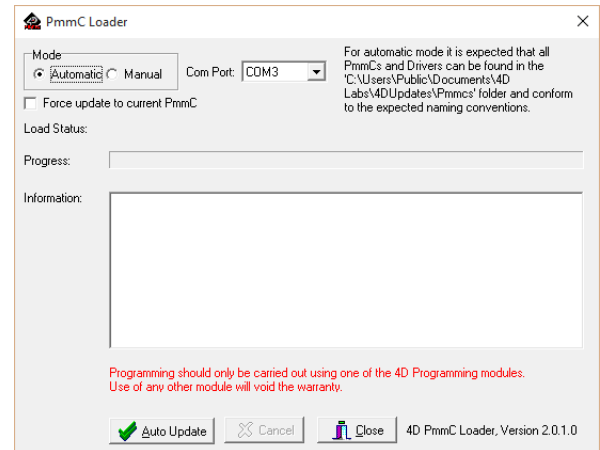 PmmC Loader
Mode
Automatic
Manual
Com Port:
COM3
For automatic mode it is expected that all
PmmCs and Drivers can be found in the
'C:\Users\Public\Documents\4D
Labs\4DUpdates\Pmmcs' folder and conform
to the expected naming conventions.
Force update to current PmmC
Load Status:
Progress:
Information:
Programming should only be carried out using one of the 4D Programming modules.
Use of any other module will void the warranty.
Auto Update
Cancel
Close
4D PmmC Loader, Version 2.0.1.0